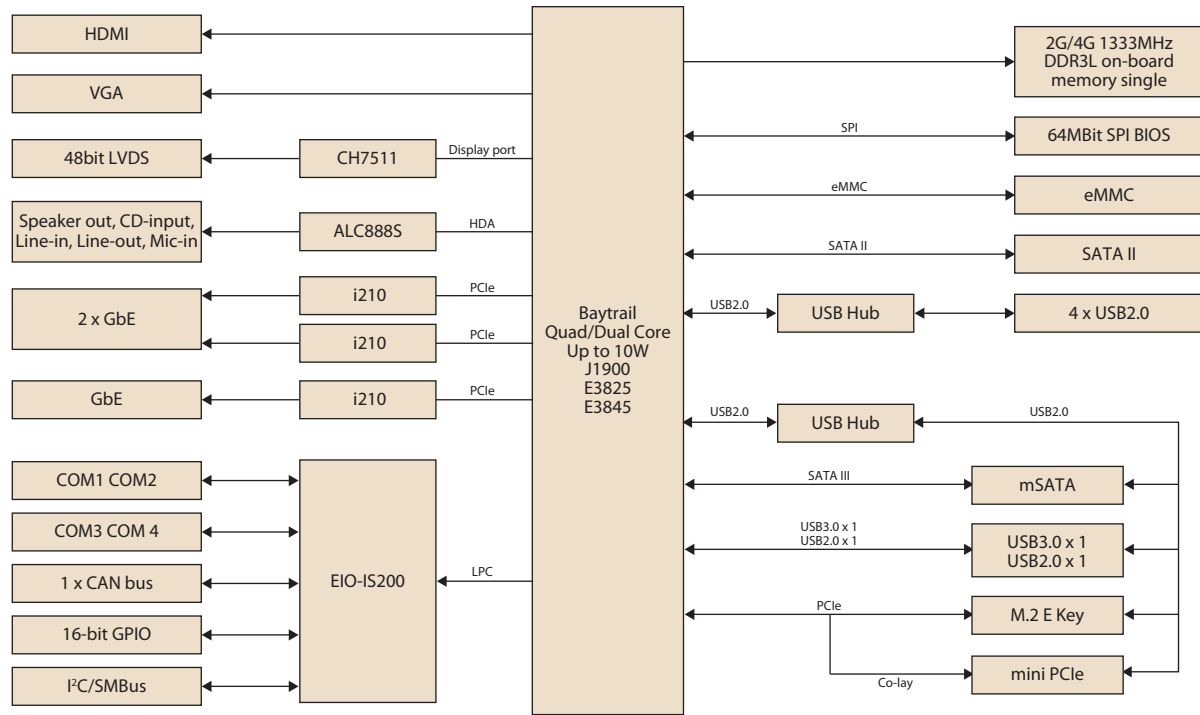 HDMI
VGA
48bit LVDS
CH7511
Display port
Speaker out, CD-input,
Line-in, Line-out, Mic-in
ALC888S
HDA
2 x GbE
i210
PCIe
i210
PCIe
GbE
i210
PCIe
COM1 COM2
COM3 COM 4
1 x CAN bus
16-bit GPIO
I²C/SMBus
EIO-IS200
LPC
Baytrail
Quad/Dual Core
Up to 10W
J1900
E3825
E3845
2G/4G 1333MHz
DDR3L on-board
memory single
SPI
64MBit SPI BIOS
eMMC
eMMC
SATA II
SATA II
USB2.0
USB Hub
4 x USB2.0
USB2.0
USB Hub
USB2.0
SATA III
mSATA
USB3.0 x 1
USB2.0 x 1
USB3.0 x 1
USB2.0 x 1
PCIe
M.2 E Key
Co-lay
mini PCIe